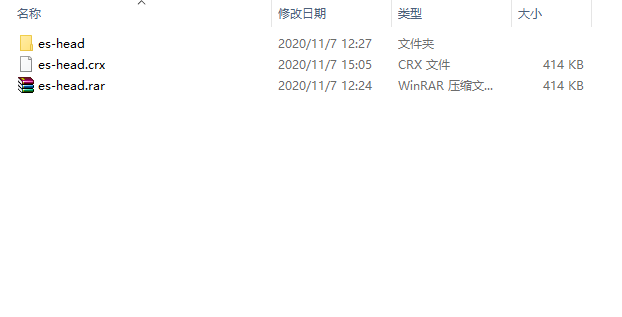 名称 修改日期 类型 大小
es-head 2020/11/7 12:27 文件夹
es-head.crx 2020/11/7 15:05 CRX 文件 414 KB
es-head.rar 2020/11/7 12:24 WinRAR 压缩文... 414 KB